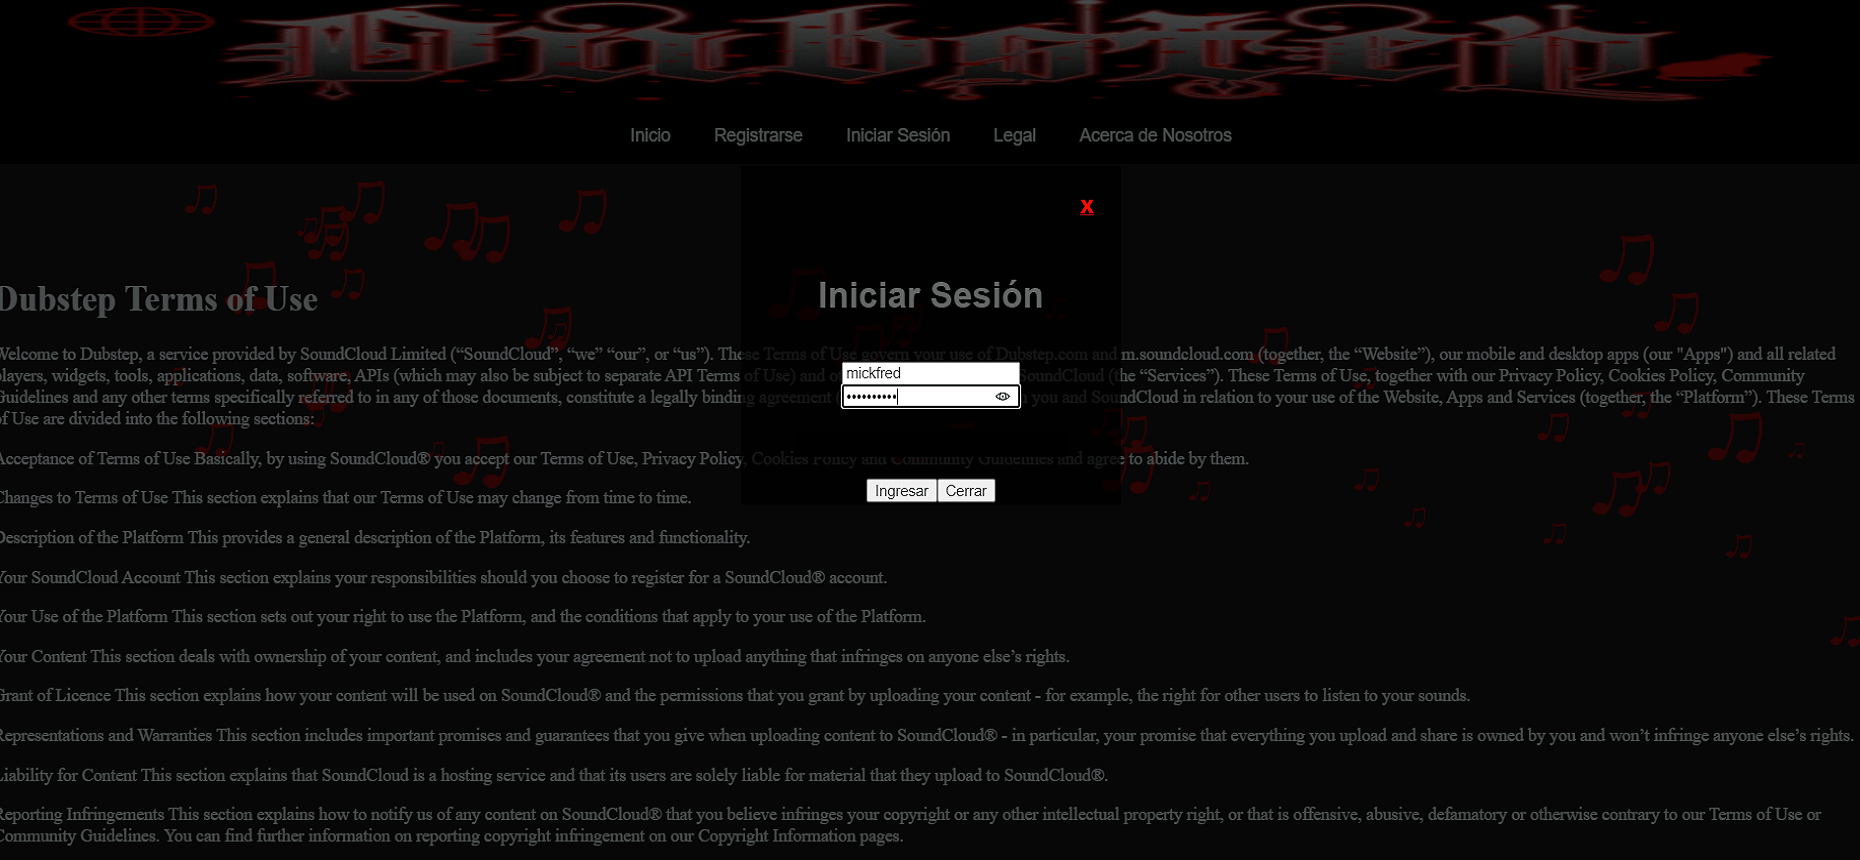 Dubstep
Inicio Registrarse Iniciar Sesión Legal Acerca de Nosotros
X
Iniciar Sesión
mickfred
••••••••••
Ingresar Cerrar
Dubstep Terms of Use
Welcome to Dubstep, a service provided by SoundCloud Limited (“SoundCloud”, “we” “our”, or “us”). These Terms of Use govern your use of Dubstep.com and m.soundcloud.com (together, the “Website”), our mobile and desktop apps (our "Apps") and all related
players, widgets, tools, applications, data, software, APIs (which may also be subject to separate API Terms of Use) and SoundCloud (the “Services”). These Terms of Use, together with our Privacy Policy, Cookies Policy, Community
Guidelines and any other terms specifically referred to in any of those documents, constitute a legally binding agreement you and SoundCloud in relation to your use of the Website, Apps and Services (together, the “Platform”). These Terms
of Use are divided into the following sections:
Acceptance of Terms of Use Basically, by using SoundCloud® you accept our Terms of Use, Privacy Policy, Cookies Policy and Community Guidelines and agree to abide by them.
Changes to Terms of Use This section explains that our Terms of Use may change from time to time.
Description of the Platform This provides a general description of the Platform, its features and functionality.
Your SoundCloud Account This section explains your responsibilities should you choose to register for a SoundCloud® account.
Your Use of the Platform This section sets out your right to use the Platform, and the conditions that apply to your use of the Platform.
Your Content This section deals with ownership of your content, and includes your agreement not to upload anything that infringes on anyone else’s rights.
Grant of Licence This section explains how your content will be used on SoundCloud® and the permissions that you grant by uploading your content - for example, the right for other users to listen to your sounds.
Representations and Warranties This section includes important promises and guarantees that you give when uploading content to SoundCloud® - in particular, your promise that everything you upload and share is owned by you and won’t infringe anyone else’s rights.
Liability for Content This section explains that SoundCloud is a hosting service and that its users are solely liable for material that they upload to SoundCloud®.
Reporting Infringements This section explains how to notify us of any content on SoundCloud® that you believe infringes your copyright or any other intellectual property right, or that is offensive, abusive, defamatory or otherwise contrary to our Terms of Use or
Community Guidelines. You can find further information on reporting copyright infringement on our Copyright Information pages.